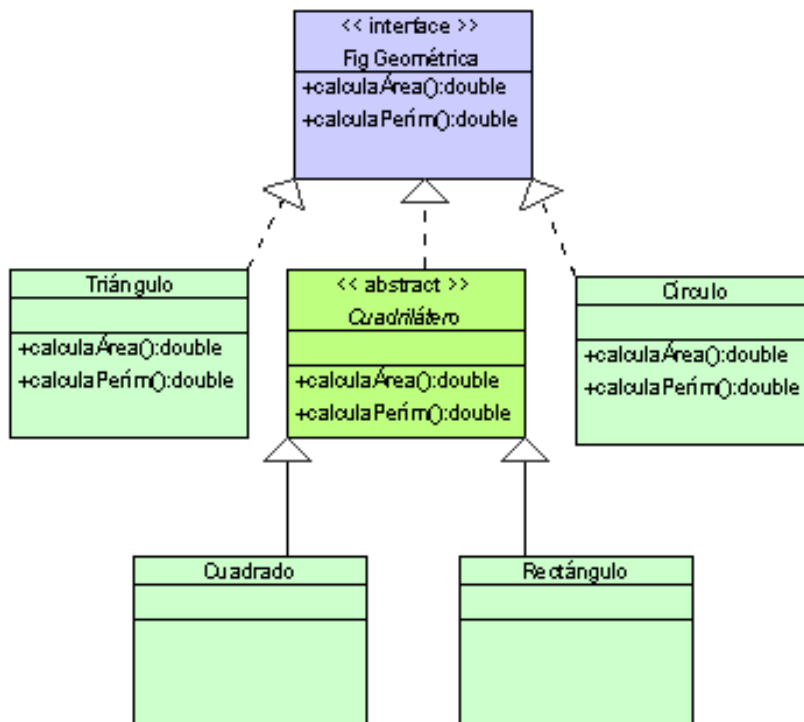 << interface >>
Fig Geométrica
+calculaÁrea():double
+calculaPerím():double
Triángulo
+calculaÁrea():double
+calculaPerím():double
<< abstract >>
Cuadrilátero
+calculaÁrea():double
+calculaPerím():double
Círculo
+calculaÁrea():double
+calculaPerím():double
Cuadrado
Rectángulo